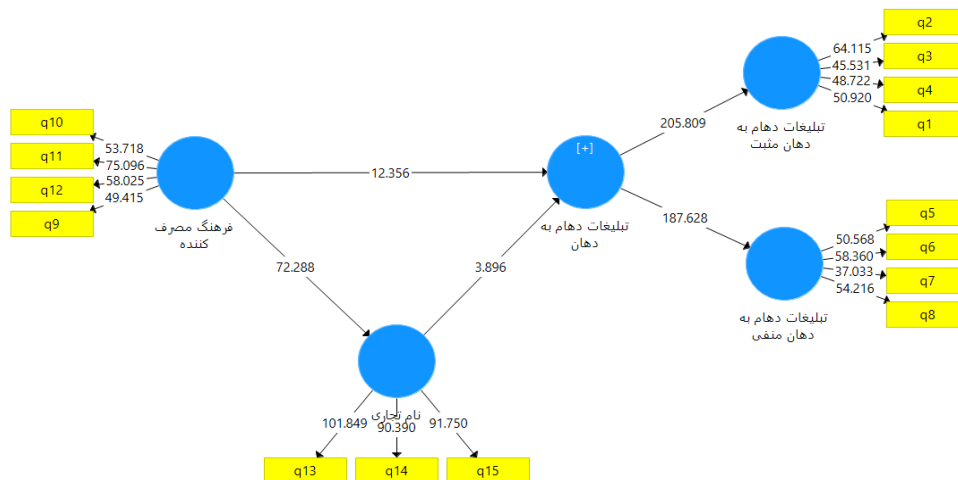 q2
64.115
q3
45.531
48.722
q4
50.920
q1
205.809
تبلیغات دهام به
دهان مثبت
q10
53.718
q11
75.096
q12
58.025
49.415
q9
فرهنگ مصرف
کننده
12.356
[+]
تبلیغات دهام به
دهان
187.628
q5
50.568
q6
58.360
37.033
q7
54.216
q8
تبلیغات دهام به
دهان منفی
72.288
3.896
نام تجاری
101.849
90.390
91.750
q13
q14
q15